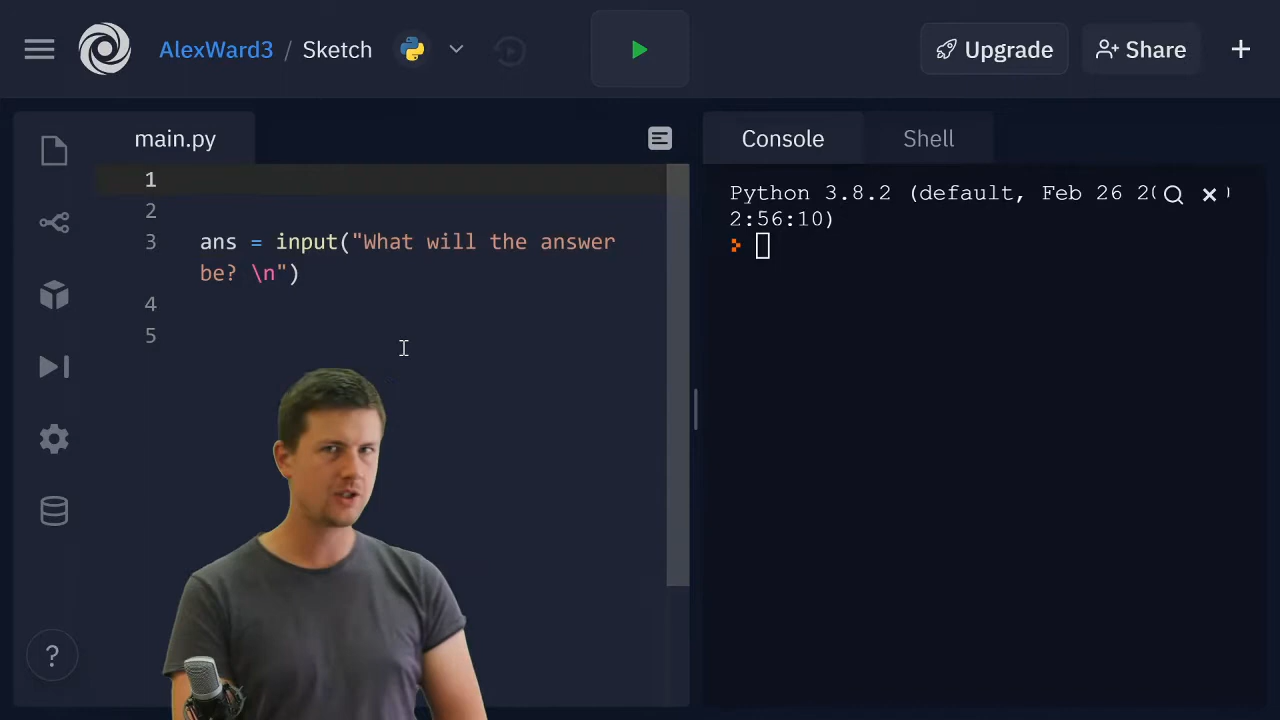 AlexWard3 / Sketch
Upgrade
Share
main.py
1
2
3 ans = input("What will the answer
be? \n")
4
5
?
Console
Shell
Python 3.8.2 (default, Feb 26 2
2:56:10)